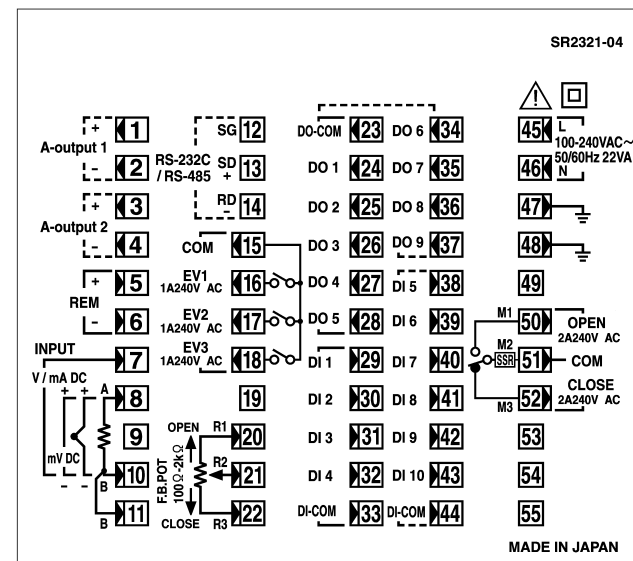 SR2321-04
A-output 1
+ 1
− 2
A-output 2
+ 3
− 4
REM
+ 5
− 6
INPUT
7
V / mA DC
+ + A 8
9
mV DC
− − B 10
B 11
RS-232C
/ RS-485
SG 12
SD
+ 13
RD
− 14
COM 15
EV1
1A240V AC 16
EV2
1A240V AC 17
EV3
1A240V AC 18
19
OPEN R1 20
F.B.POT
100Ω-2kΩ
R2 21
CLOSE R3 22
DO-COM 23
DO 1 24
DO 2 25
DO 3 26
DO 4 27
DO 5 28
DI 1 29
DI 2 30
DI 3 31
DI 4 32
DI-COM 33
DO 6 34
DO 7 35
DO 8 36
DO 9 37
DI 5 38
DI 6 39
DI 7 40
DI 8 41
DI 9 42
DI 10 43
DI-COM 44
45 L
100-240VAC~
50/60Hz 22VA
46 N
47
48
49
M1 50 OPEN
2A240V AC
M2
SSR 51 COM
M3 52 CLOSE
2A240V AC
53
54
55
MADE IN JAPAN